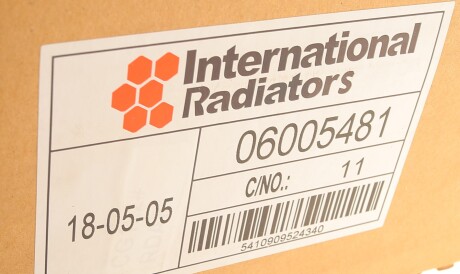 International
Radiators
06005481
C/NO.: 11
18-05-05
5410909524340